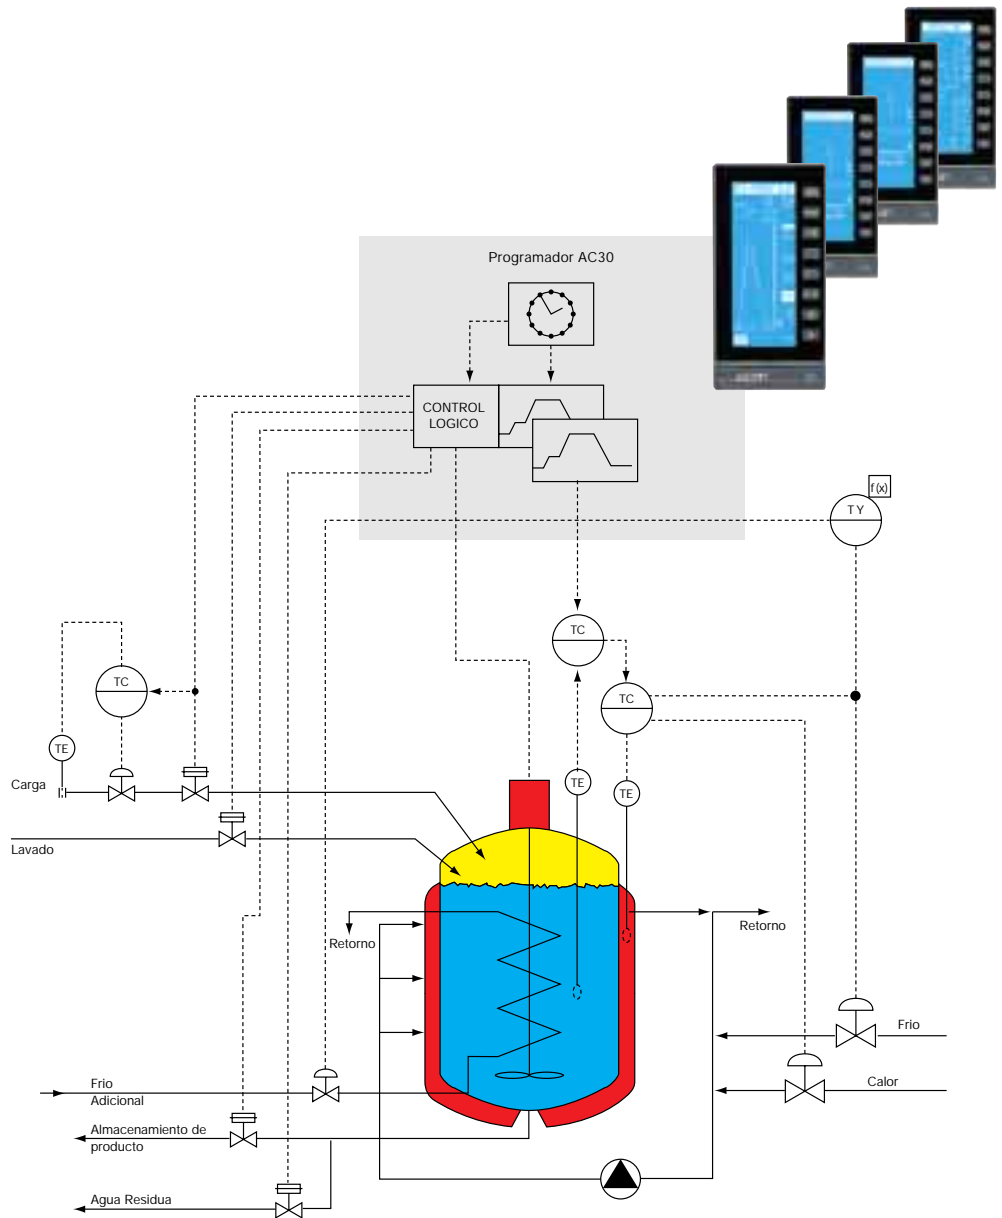 Programador AC30
CONTROL
LOGICO
f (x)
T Y
TC
TC
TC
TE
TE
TE
Carga
Lavado
Retorno
Retorno
Frio
Calor
Frio
Adicional
Almacenamiento de
producto
Agua Residua